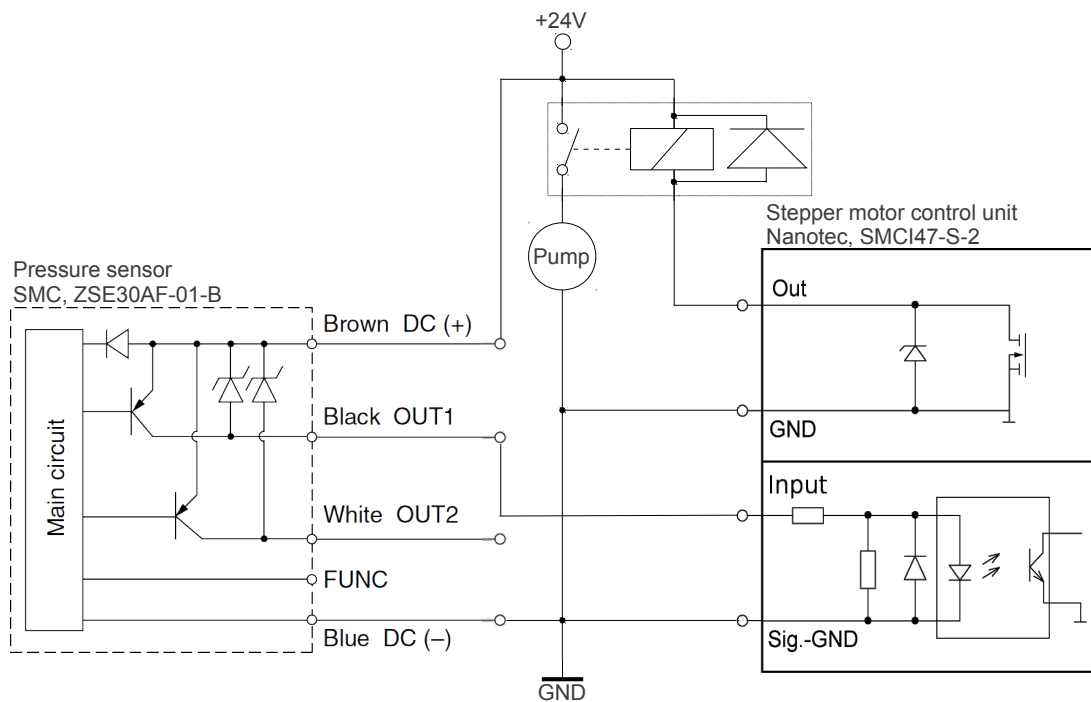 +24V
Stepper motor control unit
Nanotec, SMCI47-S-2
Pump
Pressure sensor
SMC, ZSE30AF-01-B
Out
Brown DC (+)
Black OUT1
GND
Main circuit
Input
White OUT2
FUNC
Blue DC (–)
Sig.-GND
GND